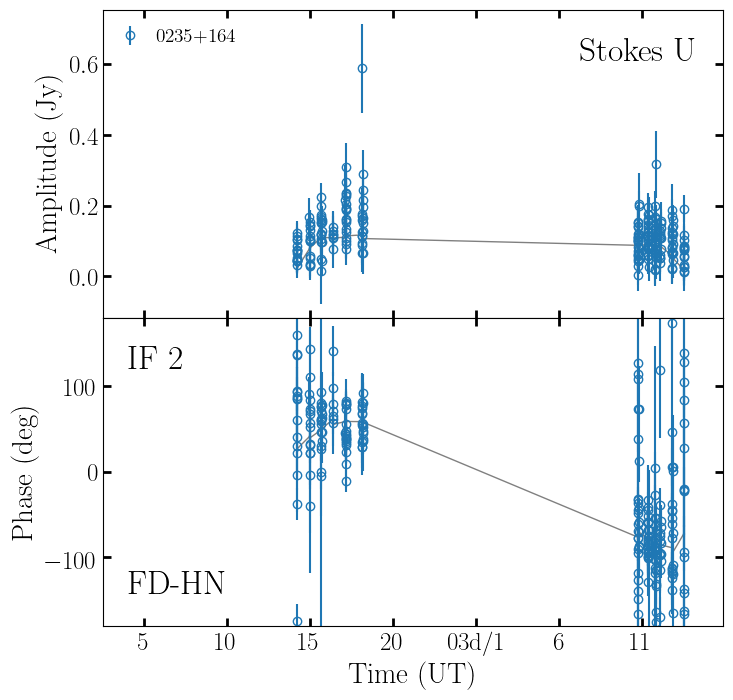 0235+164
Stokes U
Amplitude (Jy)
0.6
0.4
0.2
0.0
IF 2
Phase (deg)
100
0
−100
FD-HN
5 10 15 20 03d/1 6 11
Time (UT)